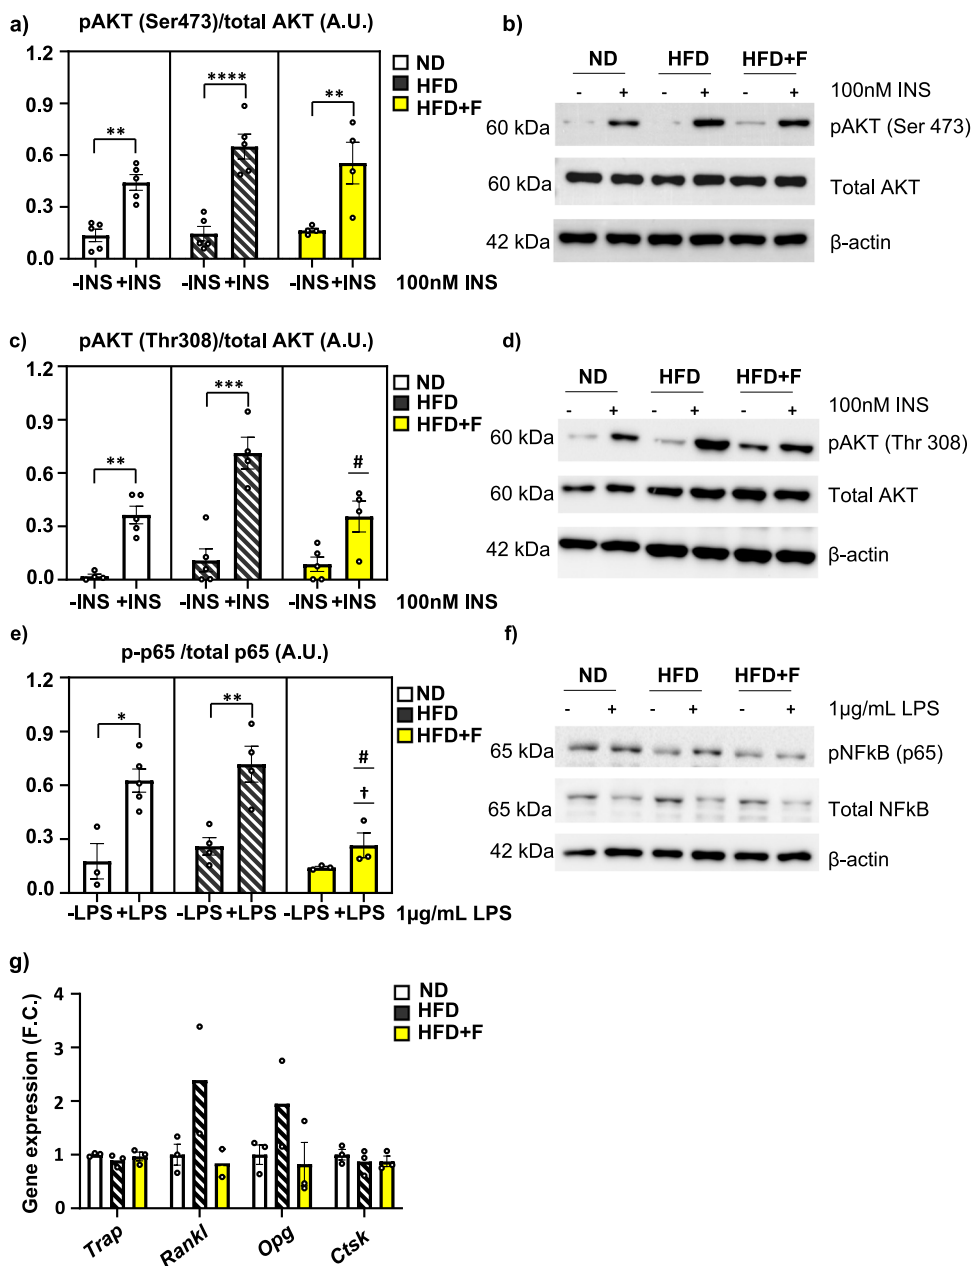 a) pAKT (Ser473)/total AKT (A.U.)
1.2
0.9
0.6
0.3
0.0
** **** **
ND
HFD
HFD+F
-INS +INS -INS +INS -INS +INS 100nM INS
b)
ND HFD HFD+F
- + - + - + 100nM INS
60 kDa pAKT (Ser 473)
60 kDa Total AKT
42 kDa β-actin
c) pAKT (Thr308)/total AKT (A.U.)
1.2
0.9
0.6
0.3
0.0
** *** #
ND
HFD
HFD+F
-INS +INS -INS +INS -INS +INS 100nM INS
d)
ND HFD HFD+F
- + - + - + 100nM INS
60 kDa pAKT (Thr 308)
60 kDa Total AKT
42 kDa β-actin
e) p-p65 /total p65 (A.U.)
1.2
0.9
0.6
0.3
0.0
* ** #
†
ND
HFD
HFD+F
-LPS +LPS -LPS +LPS -LPS +LPS 1µg/mL LPS
f)
ND HFD HFD+F
- + - + - + 1µg/mL LPS
65 kDa pNFkB (p65)
65 kDa Total NFkB
42 kDa β-actin
g)
Gene expression (F.C.)
4
3
2
1
0
ND
HFD
HFD+F
Trap Rankl Opg Ctsk